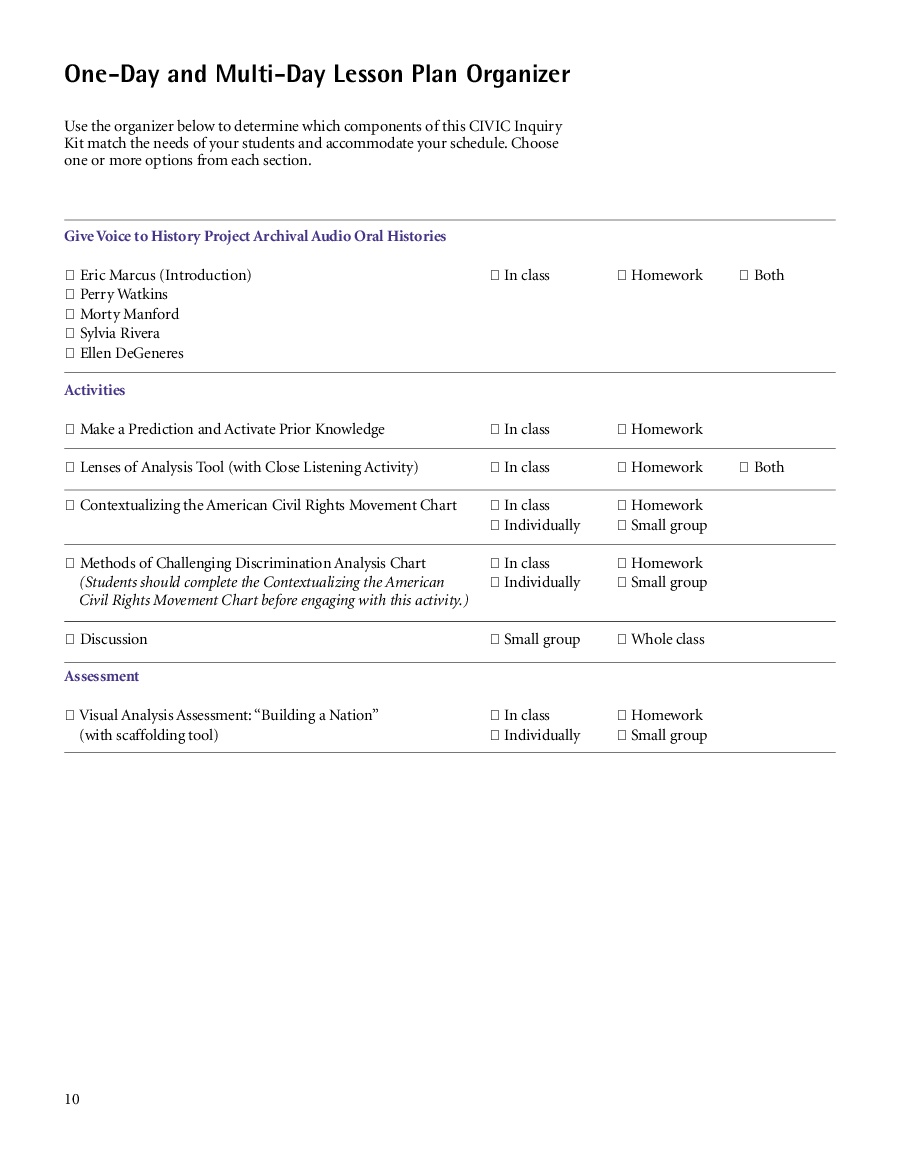 One-Day and Multi-Day Lesson Plan Organizer
Use the organizer below to determine which components of this CIVIC Inquiry
Kit match the needs of your students and accommodate your schedule. Choose
one or more options from each section.
Give Voice to History Project Archival Audio Oral Histories
☐ Eric Marcus (Introduction) ☐ In class ☐ Homework ☐ Both
☐ Perry Watkins
☐ Morty Manford
☐ Sylvia Rivera
☐ Ellen DeGeneres
Activities
☐ Make a Prediction and Activate Prior Knowledge ☐ In class ☐ Homework
☐ Lenses of Analysis Tool (with Close Listening Activity) ☐ In class ☐ Homework ☐ Both
☐ Contextualizing the American Civil Rights Movement Chart ☐ In class ☐ Homework
☐ Individually ☐ Small group
☐ Methods of Challenging Discrimination Analysis Chart ☐ In class ☐ Homework
(Students should complete the Contextualizing the American ☐ Individually ☐ Small group
Civil Rights Movement Chart before engaging with this activity.)
☐ Discussion ☐ Small group ☐ Whole class
Assessment
☐ Visual Analysis Assessment: “Building a Nation” ☐ In class ☐ Homework
(with scaffolding tool) ☐ Individually ☐ Small group
10